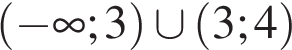 (−∞; 3) ∪ (3; 4)